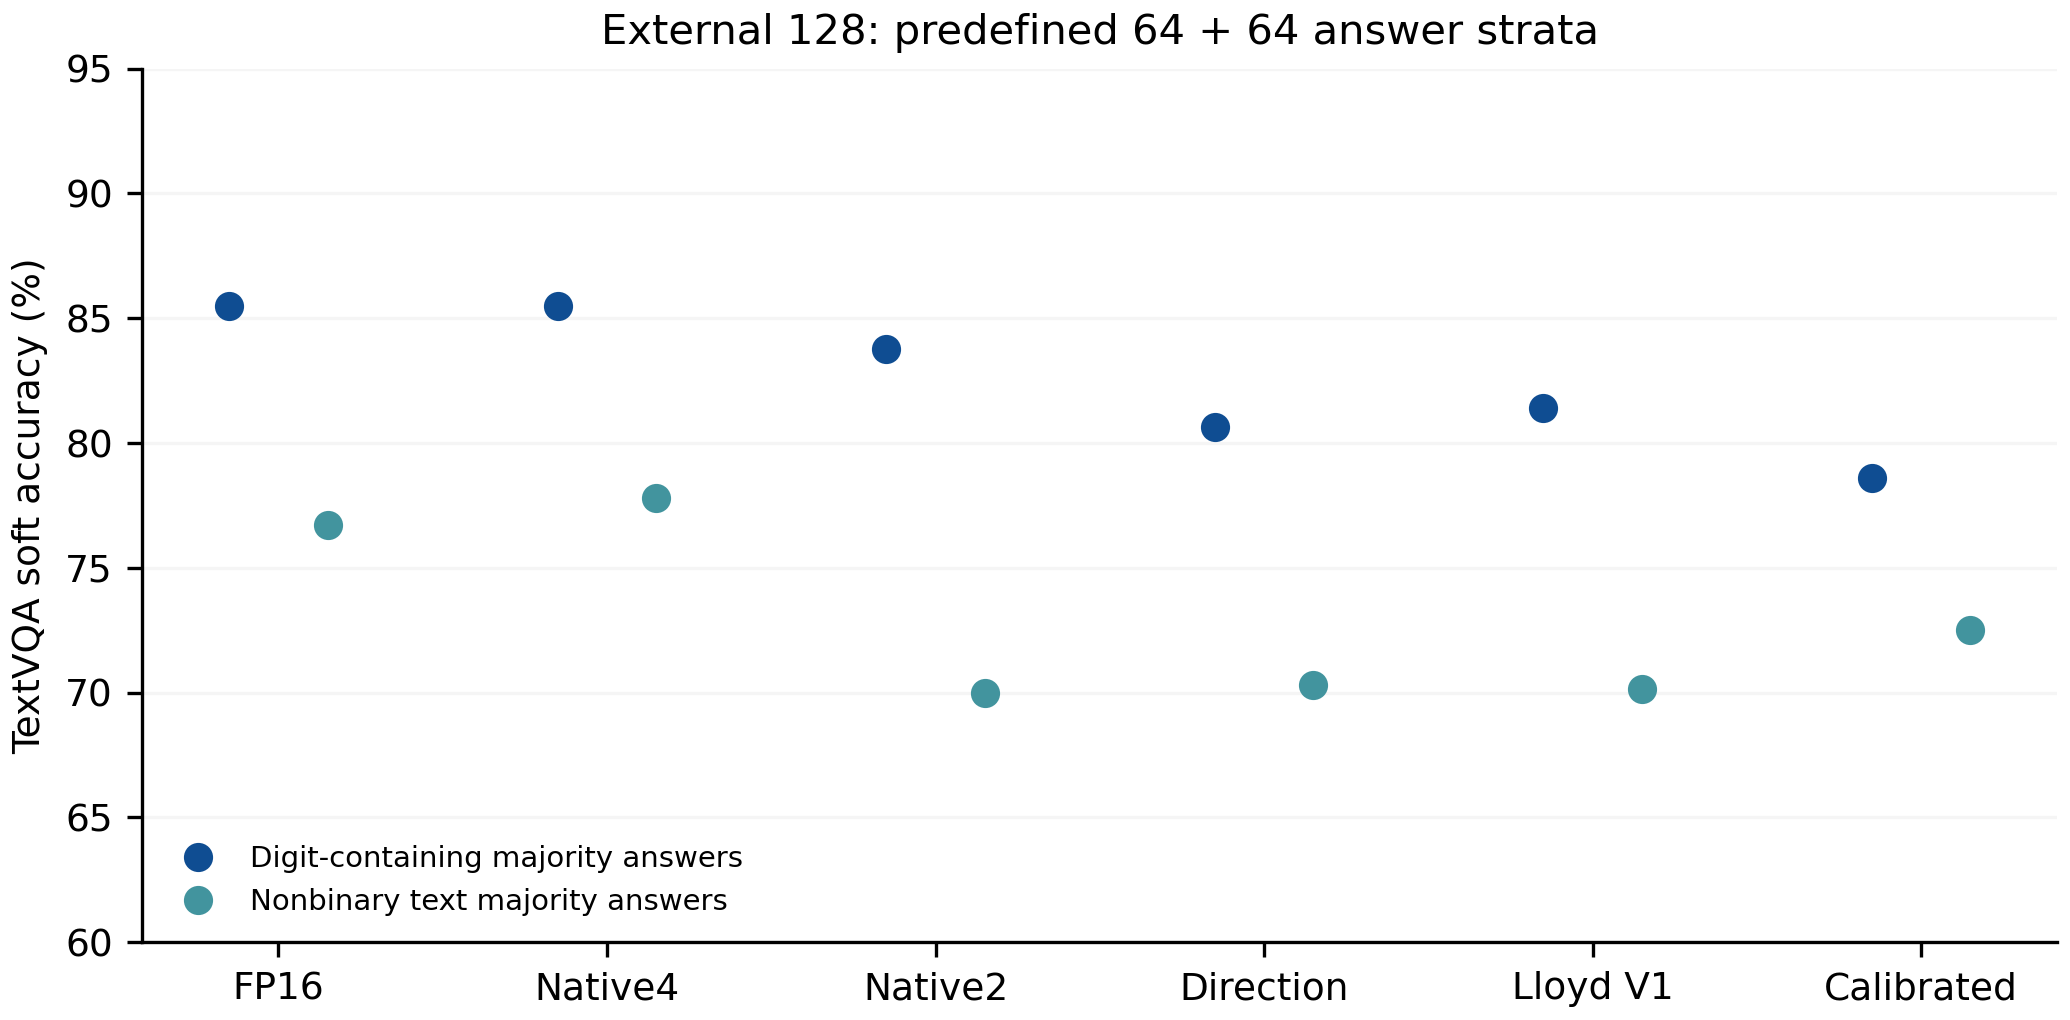 External 128: predefined 64 + 64 answer strata
TextVQA soft accuracy (%)
95
90
85
80
75
70
65
60
Digit-containing majority answers
Nonbinary text majority answers
FP16 Native4 Native2 Direction Lloyd V1 Calibrated